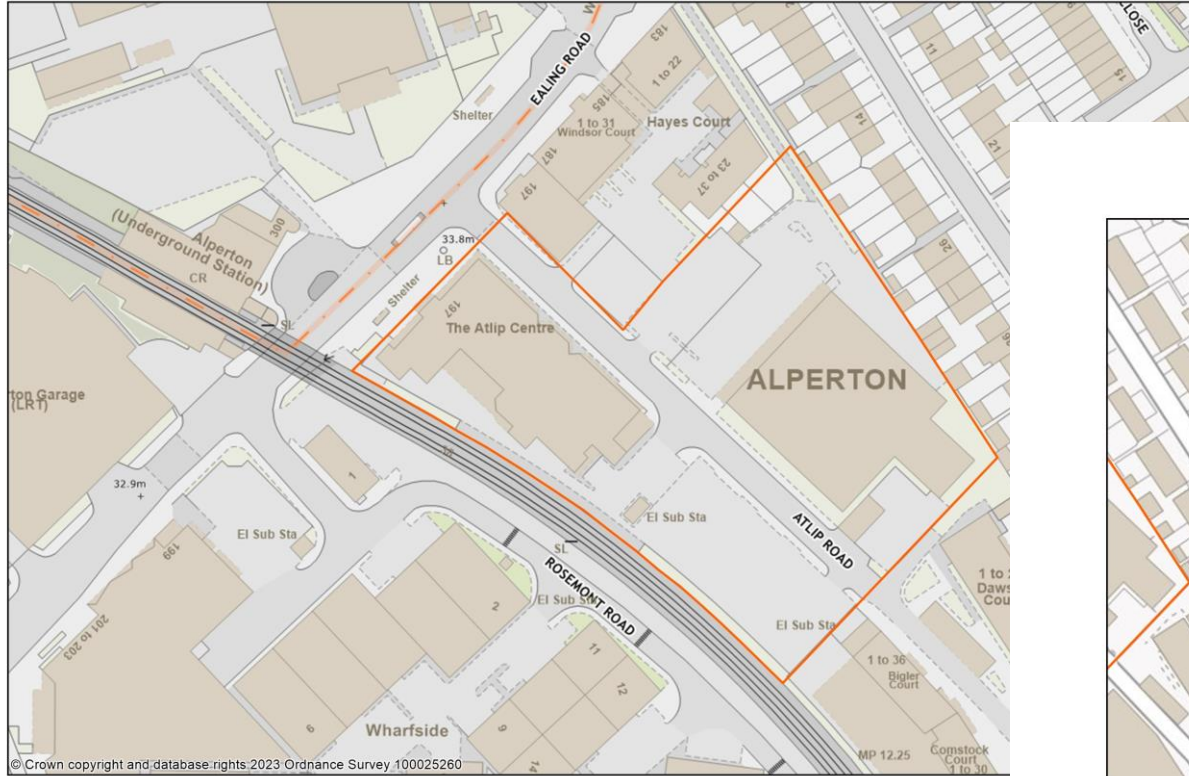 EALING ROAD
CLOSE
183
1 to 22
185
1 to 31
Windsor Court
Hayes Court
187
197
23 to 37
Shelter
11
15
14
21
26
Alperton
(Underground Station)
300
CR
SL
33.8m
LB
Shelter
197
The Atlip Centre
ALPERTON
ton Garage
(LRT)
32.9m
1
El Sub Sta
199
201 to 203
El Sub Sta
SL
ROSEMONT ROAD
El Sub Sta
ATLIP ROAD
El Sub Sta
2
11
12
6
9
14
Wharfside
1 to 36
Bigler
Court
MP 12.25
Comstock
Court
1 to 30
© Crown copyright and database rights 2023 Ordnance Survey 100025260